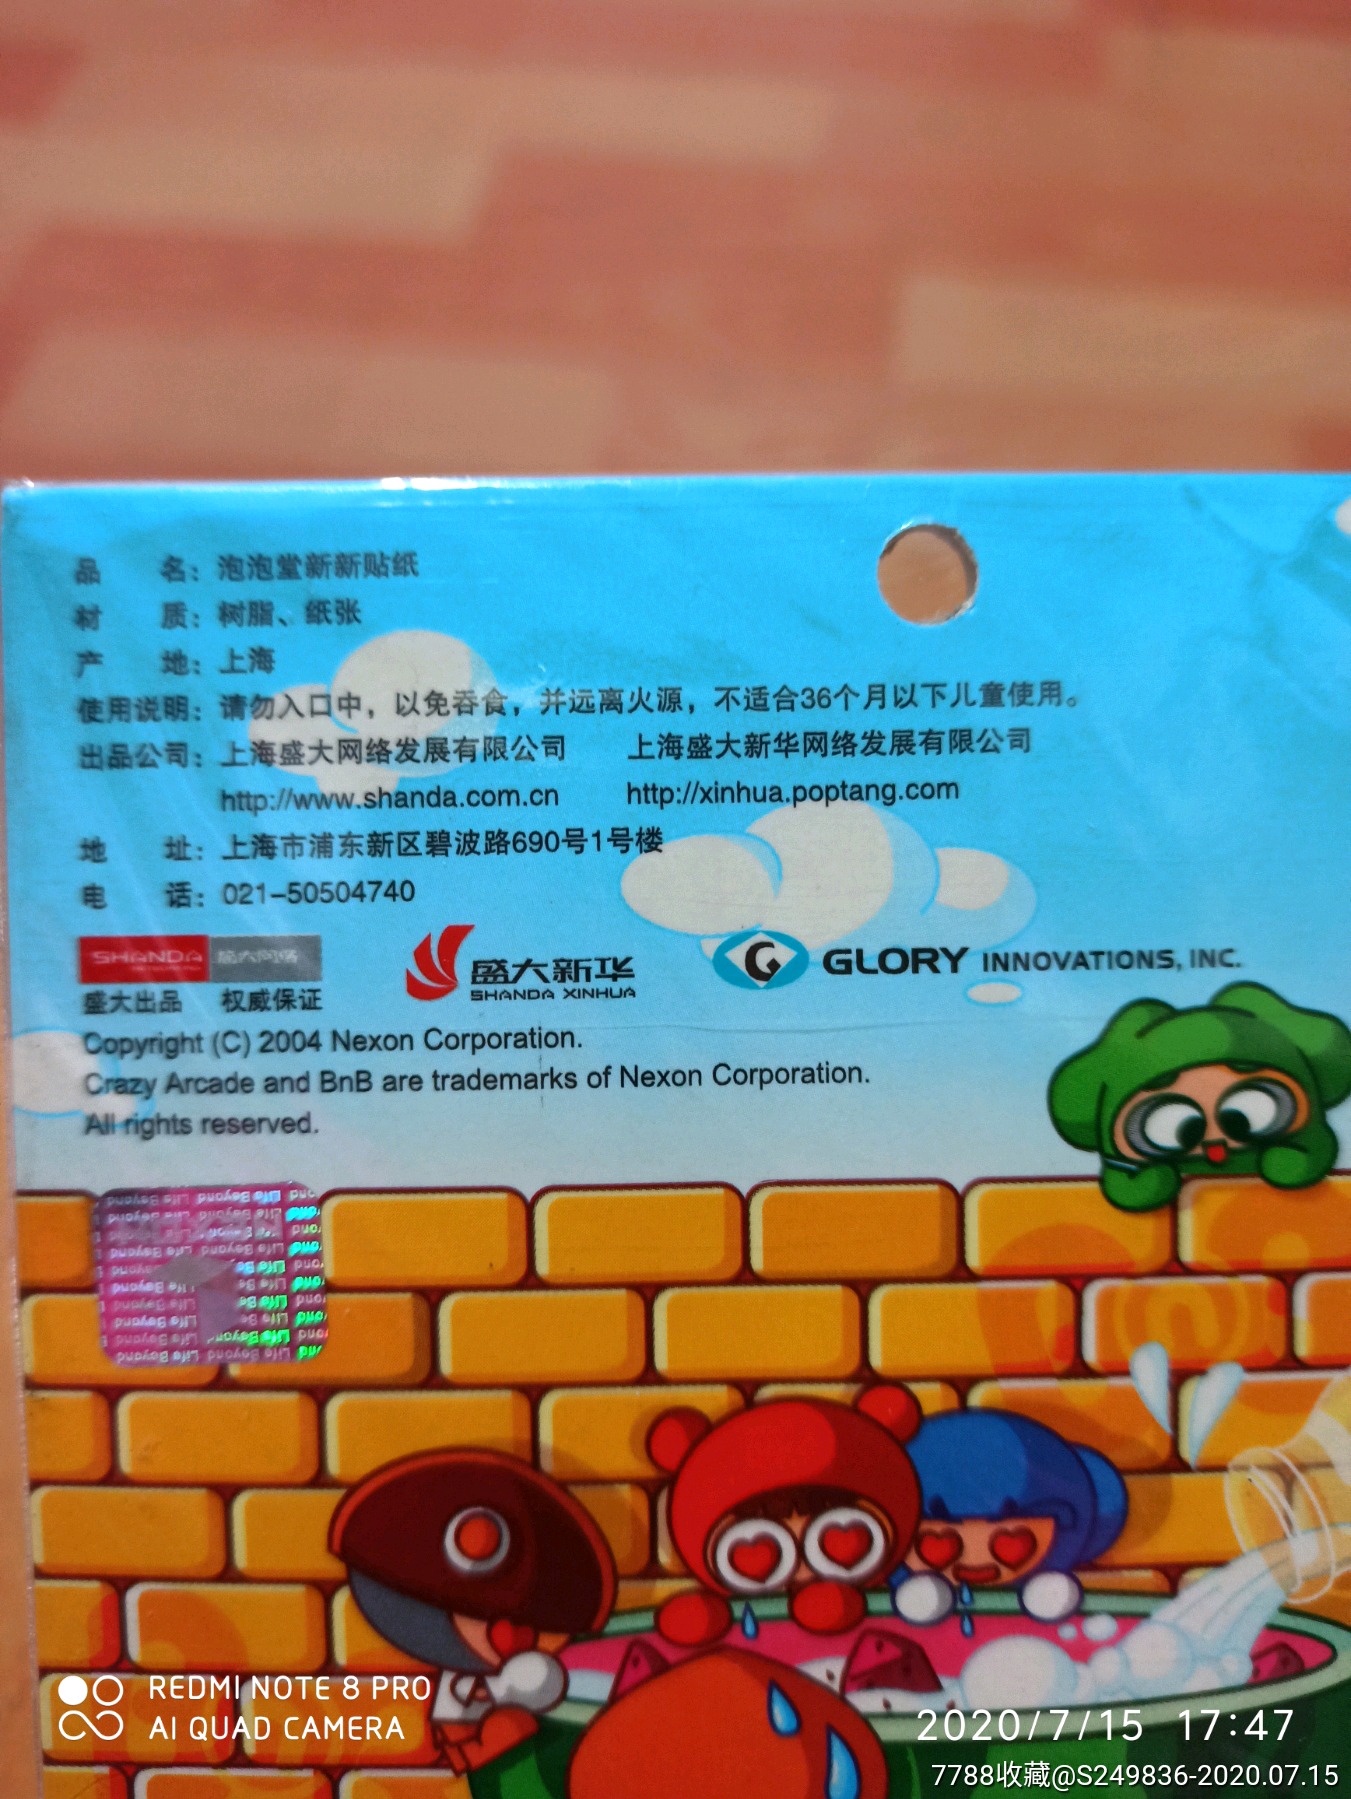 品 名：泡泡堂新新贴纸
材 质：树脂、纸张
产 地：上海
使用说明：请勿入口中，以免吞食，并远离火源，不适合36个月以下儿童使用。
出品公司：上海盛大网络发展有限公司 上海盛大新华网络发展有限公司
http://www.shanda.com.cn http://xinhua.poptang.com
地 址：上海市浦东新区碧波路690号1号楼
电 话：021-50504740
SHANDA 盛大网络
盛大出品 权威保证
盛大新华
SHANDA XINHUA
G GLORY INNOVATIONS, INC.
Copyright (C) 2004 Nexon Corporation.
Crazy Arcade and BnB are trademarks of Nexon Corporation.
All rights reserved.
Life Beyond
REDMI NOTE 8 PRO
AI QUAD CAMERA
2020/7/15 17:47
7788收藏@S249836-2020.07.15